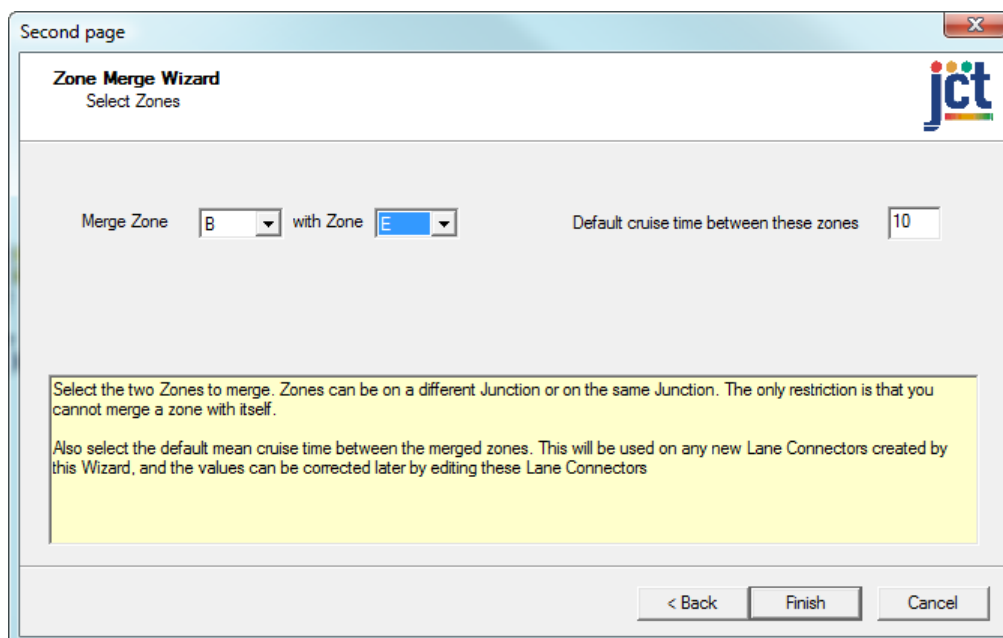 Second page
Zone Merge Wizard
Select Zones
jct
Merge Zone B with Zone E Default cruise time between these zones 10
Select the two Zones to merge. Zones can be on a different Junction or on the same Junction. The only restriction is that you
cannot merge a zone with itself.
Also select the default mean cruise time between the merged zones. This will be used on any new Lane Connectors created by
this Wizard, and the values can be corrected later by editing these Lane Connectors
< Back Finish Cancel